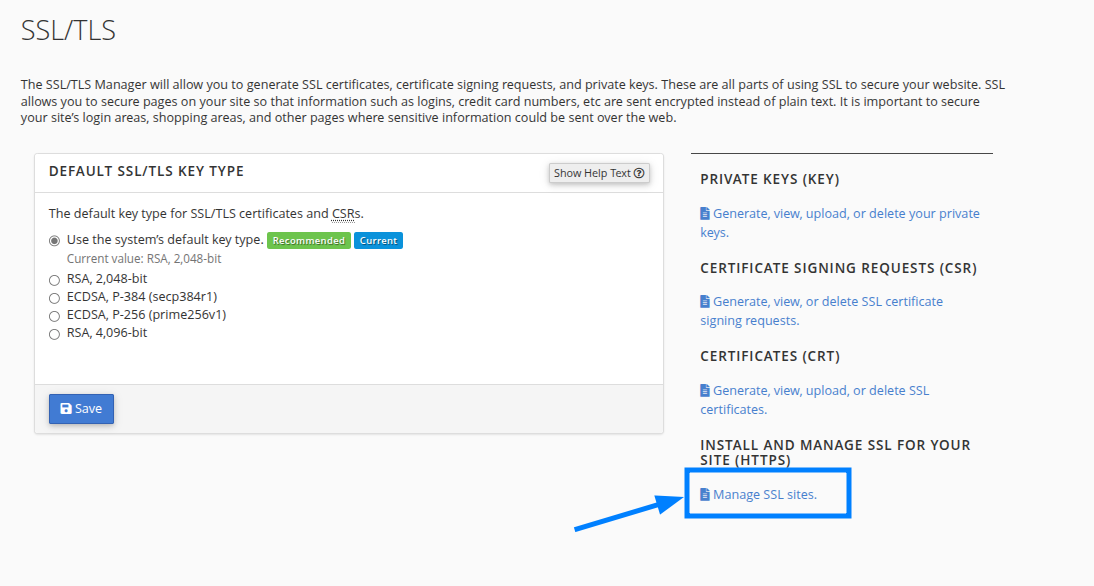 SSL/TLS
The SSL/TLS Manager will allow you to generate SSL certificates, certificate signing requests, and private keys. These are all parts of using SSL to secure your website. SSL
allows you to secure pages on your site so that information such as logins, credit card numbers, etc are sent encrypted instead of plain text. It is important to secure
your site's login areas, shopping areas, and other pages where sensitive information could be sent over the web.
DEFAULT SSL/TLS KEY TYPE
Show Help Text
The default key type for SSL/TLS certificates and CSRs.
Use the system's default key type. Recommended Current
Current value: RSA, 2,048-bit
RSA, 2,048-bit
ECDSA, P-384 (secp384r1)
ECDSA, P-256 (prime256v1)
RSA, 4,096-bit
Save
PRIVATE KEYS (KEY)
Generate, view, upload, or delete your private
keys.
CERTIFICATE SIGNING REQUESTS (CSR)
Generate, view, or delete SSL certificate
signing requests.
CERTIFICATES (CRT)
Generate, view, upload, or delete SSL
certificates.
INSTALL AND MANAGE SSL FOR YOUR
SITE (HTTPS)
Manage SSL sites.